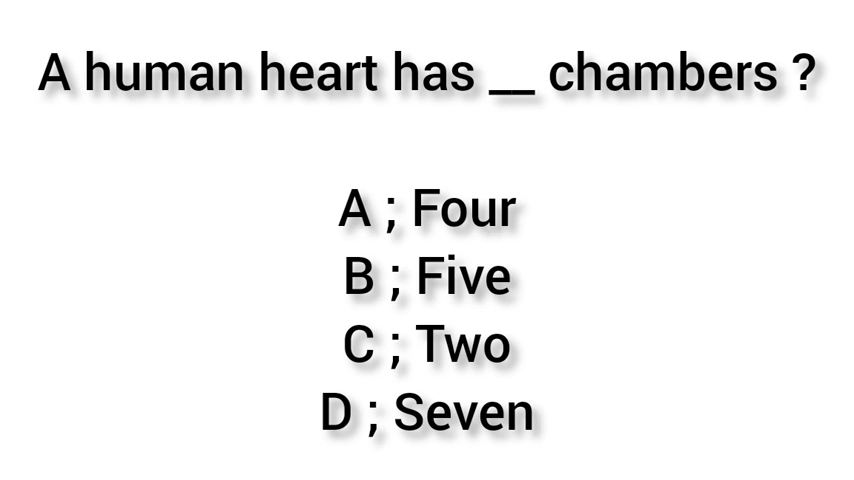 A human heart has __ chambers ?
A ; Four
B ; Five
C ; Two
D ; Seven